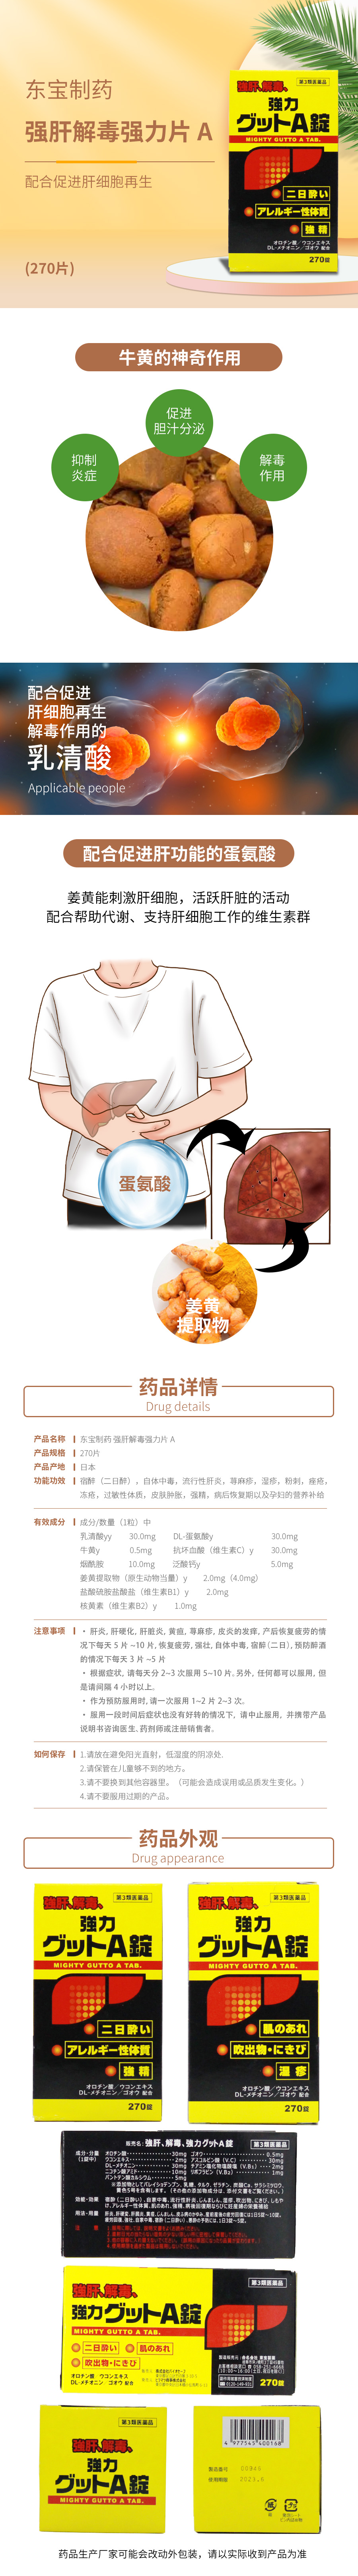 东宝制药
强肝解毒强力片 A
配合促进肝细胞再生
(270片)
強肝、解毒、
第3類医薬品
強力
グットA錠
MIGHTY GUTTO A TAB.
二日酔い
アレルギー性体質
強精
オロチン酸／ウコンエキス
DL-メチオニン／ゴオウ 配合
270錠
牛黄的神奇作用
促进
胆汁分泌
抑制
炎症
解毒
作用
配合促进
肝细胞再生
解毒作用的
乳清酸
Applicable people
配合促进肝功能的蛋氨酸
姜黄能刺激肝细胞，活跃肝脏的活动
配合帮助代谢、支持肝细胞工作的维生素群
蛋氨酸
姜黄
提取物
药品详情
Drug details
产品名称 东宝制药 强肝解毒强力片 A
产品规格 270片
产品产地 日本
功能功效 宿醉（二日醉），自体中毒，流行性肝炎，荨麻疹，湿疹，粉刺，痤疮，
冻疮，过敏性体质，皮肤肿胀，强精，病后恢复期以及孕妇的营养补给
有效成分 成分/数量（1粒）中
乳清酸yy 30.0mg DL-蛋氨酸y 30.0mg
牛黄y 0.5mg 抗坏血酸（维生素C）y 30.0mg
烟酰胺 10.0mg 泛酸钙y 5.0mg
姜黄提取物（原生动物当量）y 2.0mg（4.0mg）
盐酸硫胺盐酸盐（维生素B1）y 2.0mg
核黄素（维生素B2）y 1.0mg
注意事项 · 肝炎, 肝硬变, 肝脏炎, 黄疸, 荨麻疹, 皮炎的发痒, 产后恢复疲劳的情
况下每天 5 片 ~10 片, 恢复疲劳, 强壮, 自体中毒, 宿醉（二日）, 预防醉酒
的情况下每天 3 片 ~5 片
· 根据症状, 请每天分 2~3 次服用 5~10 片。另外, 任何都可以服用, 但
是请间隔 4 小时以上。
· 作为预防服用时, 请一次服用 1~2 片 2~3 次。
· 服用一段时间后症状也没有好转的情况下, 请中止服用, 并携带产品
说明书咨询医生、药剂师或注册销售者。
如何保存 1.请放在避免阳光直射，低湿度的阴凉处.
2.请保管在儿童够不到的地方。
3.请不要换到其他容器里。（可能会造成误用或品质发生变化。）
4.请不要服用过期的产品。
药品外观
Drug appearance
強肝、解毒、
第3類医薬品
強力
グットA錠
MIGHTY GUTTO A TAB.
二日酔い
アレルギー性体質
強精
オロチン酸／ウコンエキス
DL-メチオニン／ゴオウ 配合
270錠
強肝、解毒、
第3類医薬品
強力
グットA錠
MIGHTY GUTTO A TAB.
肌のあれ
吹出物・にきび
湿疹
オロチン酸／ウコンエキス
DL-メチオニン／ゴオウ 配合
270錠
販売名：強肝、解毒、強力グットA錠
第3類医薬品
強肝、解毒、
第3類医薬品
強力グットA錠
MIGHTY GUTTO A TAB.
二日酔い
肌のあれ
吹出物・にきび
オロチン酸 ウコンエキス
DL-メチオニン ゴオウ 配合
270錠
第3類医薬品
強肝、解毒、
強力
グットA錠
MIGHTY GUTTO A TAB.
4 977545 400168
製品番号
使用期限
药品生产厂家可能会改动外包装，请以实际收到产品为准